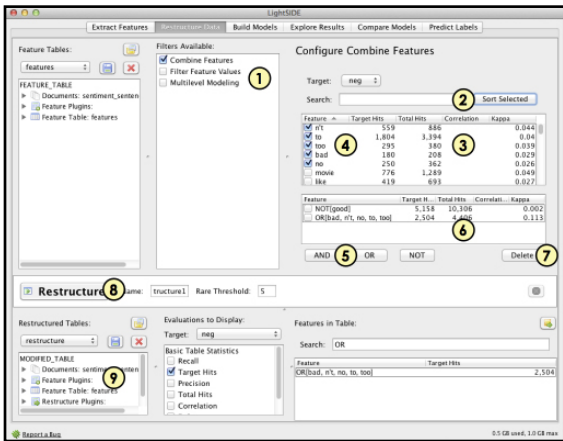 LightSIDE
Extract Features Restructure Data Build Models Explore Results Compare Models Predict Labels
Feature Tables:
features
FEATURE_TABLE
Documents: sentiment_senten
Feature Plugins:
Feature Table: features
Filters Available:
Combine Features
Filter Feature Values
Multilevel Modeling
1
Configure Combine Features
Target: neg
Search: 2 Sort Selected
Feature Target Hits Total Hits Correlation Kappa
n't 559 886 0.044
to 1,804 3,394 0.04
too 295 380 0.039
bad 180 208 0.029
no 250 362 0.026
movie 776 1,289 0.049
like 419 693 0.027
4 3
Feature Target H... Total Hits Correlati... Kappa
NOT[good] 5,158 10,306 0.002
OR[bad, n't, no, to, too] 2,504 4,406 0.113
6
AND 5 OR NOT Delete 7
Restructure 8 Name: tructure1 Rare Threshold: 5
Restructured Tables:
restructure
MODIFIED_TABLE
Documents: sentiment_senten
Feature Plugins:
Feature Table: features
Restructure Plugins:
9
Evaluations to Display:
Target: neg
Basic Table Statistics
Recall
Target Hits
Precision
Total Hits
Correlation
Features in Table:
Search: OR
Feature Target Hits
OR[bad, n't, no, to, too] 2,504
Report a Bug 0.5 GB used, 1.0 GB max